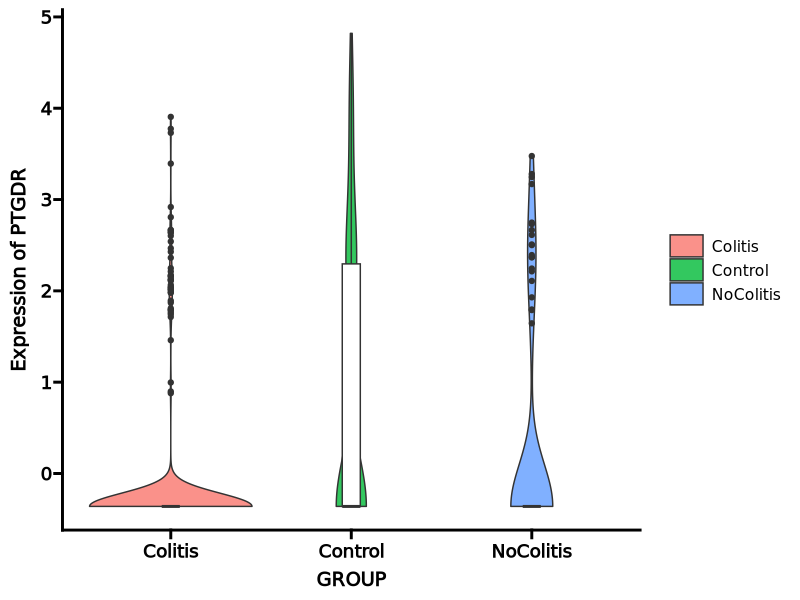 Expression of PTGDR
5
4
3
2
1
0
Colitis
Control
NoColitis
GROUP
Colitis
Control
NoColitis